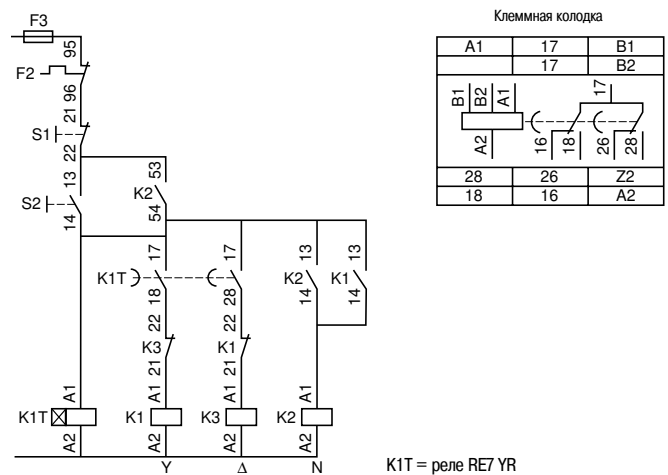 F3
95
F2
96
21
S1
22
13
S2
14
53
K2
54
17
K1T
18
22
K3
21
17
28
22
K1
21
13
K2
14
13
K1
14
A1
K1T
A2
A1
K1
A2
A1
K3
A2
A1
K2
A2
Y
Δ
N
Клеммная колодка
A1 17 B1
17 B2
B1 B2 A1
17
A2
16 18 26 28
28 26 Z2
18 16 A2
K1T = реле RE7 YR